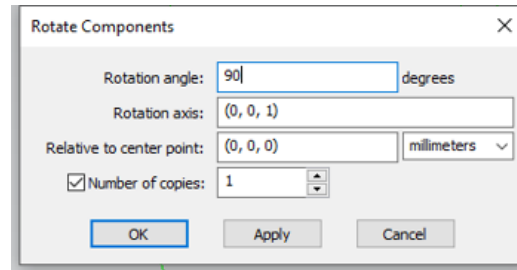 Rotate Components
Rotation angle: 90 degrees
Rotation axis: (0, 0, 1)
Relative to center point: (0, 0, 0) millimeters
Number of copies: 1
OK Apply Cancel